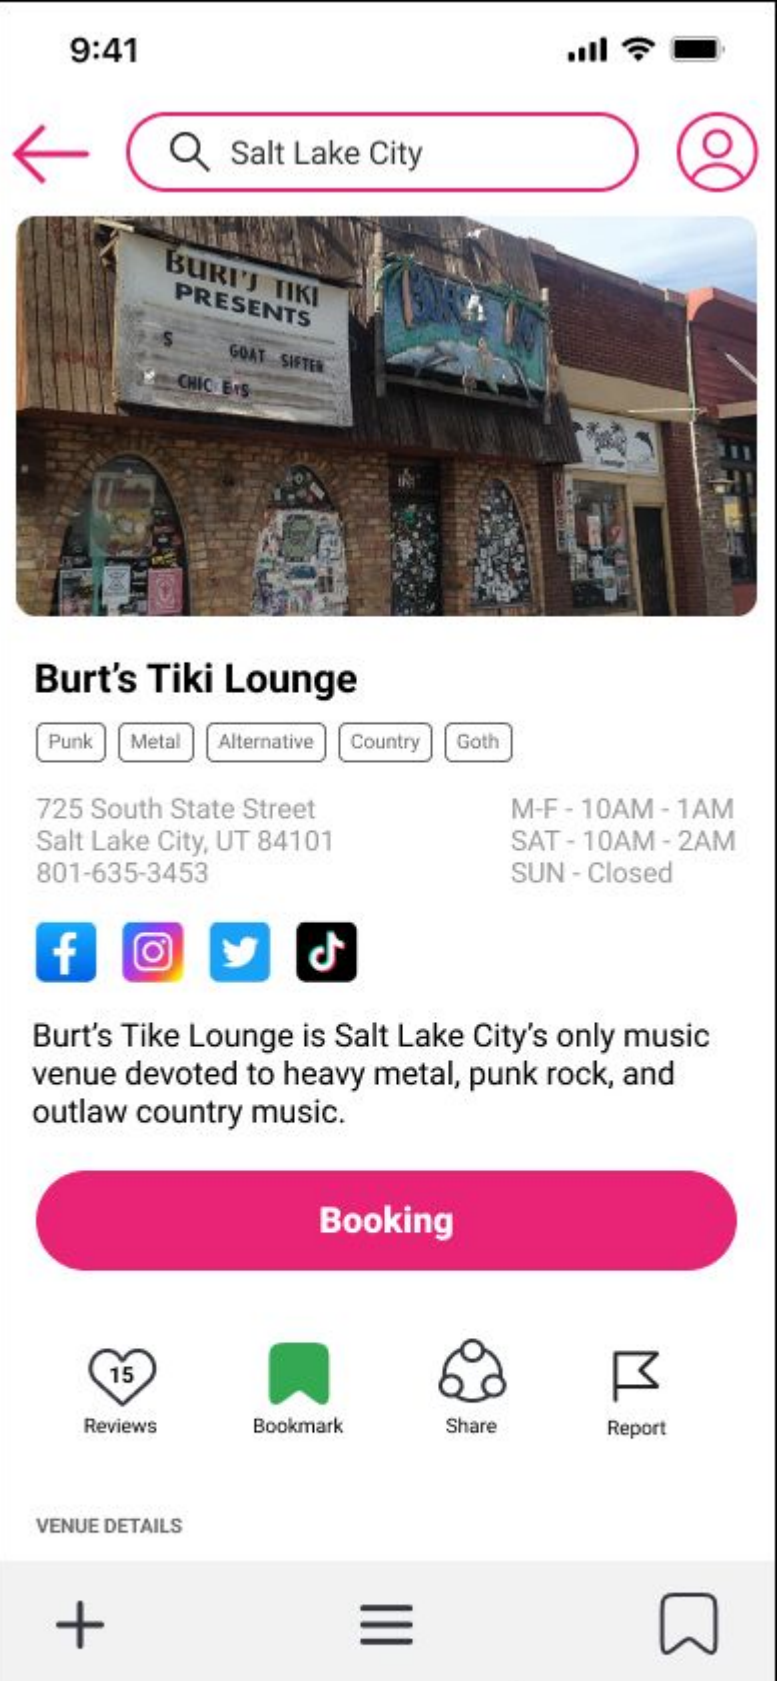 9:41
Salt Lake City
BURT'S TIKI
PRESENTS
S GOAT SIFTER
CHIC E S
Lounge
Burt's Tiki Lounge
Punk Metal Alternative Country Goth
725 South State Street M-F - 10AM - 1AM
Salt Lake City, UT 84101 SAT - 10AM - 2AM
801-635-3453 SUN - Closed
Burt's Tike Lounge is Salt Lake City's only music
venue devoted to heavy metal, punk rock, and
outlaw country music.
Booking
15
Reviews Bookmark Share Report
VENUE DETAILS